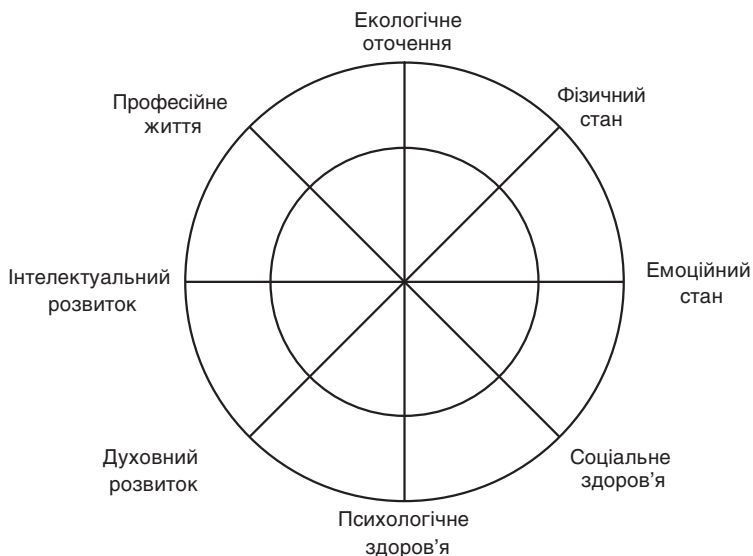 Екологічне
оточення
Фізичний
стан
Емоційний
стан
Соціальне
здоров'я
Психологічне
здоров'я
Духовний
розвиток
Інтелектуальний
розвиток
Професійне
життя